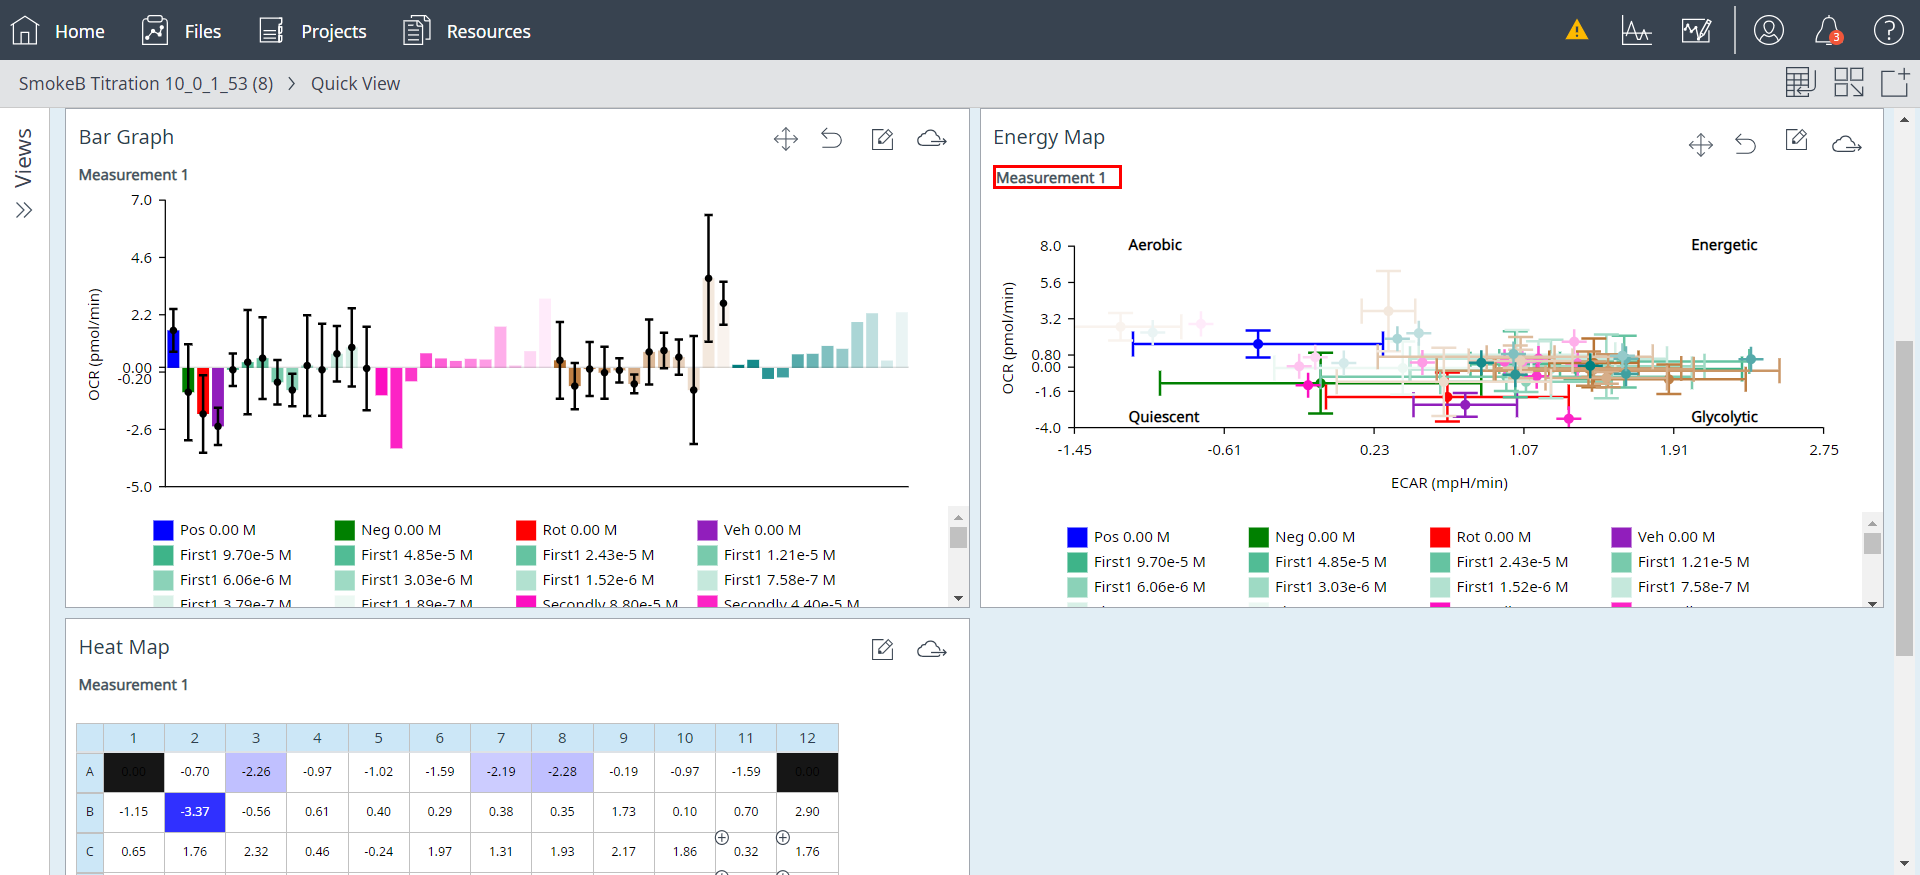 Home Files Projects Resources 3
SmokeB Titration 10_0_1_53 (8) > Quick View
Views
Bar Graph
Measurement 1
7.0
4.6
2.2
0.00
-0.20
-2.6
-5.0
OCR (pmol/min)
Pos 0.00 M Neg 0.00 M Rot 0.00 M Veh 0.00 M
First1 9.70e-5 M First1 4.85e-5 M First1 2.43e-5 M First1 1.21e-5 M
First1 6.06e-6 M First1 3.03e-6 M First1 1.52e-6 M First1 7.58e-7 M
First1 3.79e-7 M First1 1.89e-7 M Secondly 8.80e-5 M Secondly 4.40e-5 M
Energy Map
Measurement 1
8.0
5.6
3.2
0.80
0.00
-1.6
-4.0
OCR (pmol/min)
Aerobic Energetic
Quiescent Glycolytic
-1.45 -0.61 0.23 1.07 1.91 2.75
ECAR (mpH/min)
Pos 0.00 M Neg 0.00 M Rot 0.00 M Veh 0.00 M
First1 9.70e-5 M First1 4.85e-5 M First1 2.43e-5 M First1 1.21e-5 M
First1 6.06e-6 M First1 3.03e-6 M First1 1.52e-6 M First1 7.58e-7 M
Heat Map
Measurement 1
1 2 3 4 5 6 7 8 9 10 11 12
A 0.00 -0.70 -2.26 -0.97 -1.02 -1.59 -2.19 -2.28 -0.19 -0.97 -1.59 0.00
B -1.15 -3.37 -0.56 0.61 0.40 0.29 0.38 0.35 1.73 0.10 0.70 2.90
C 0.65 1.76 2.32 0.46 -0.24 1.97 1.31 1.93 2.17 1.86 0.32 1.76